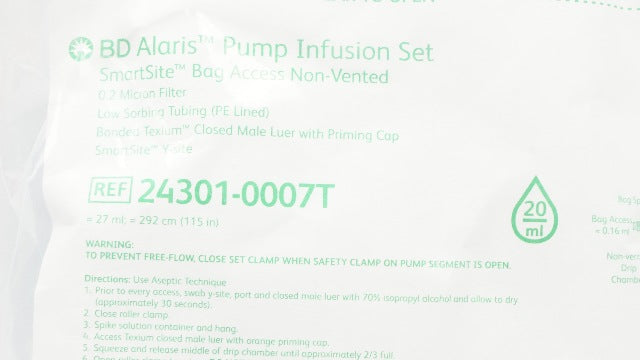 BD Alaris™ Pump Infusion Set
SmartSite™ Bag Access Non-Vented
0.2 Micron Filter
Low Sorbing Tubing (PE Lined)
Bonded Texium™ Closed Male Luer with Priming Cap
SmartSite™ Y-site
REF 24301-0007T
≈ 27 ml; ≈ 292 cm (115 in)
20
ml
Bag Sp
Bag Access
≈ 0.16 ml
Non-ven
Drip
Chambe
WARNING:
TO PREVENT FREE-FLOW, CLOSE SET CLAMP WHEN SAFETY CLAMP ON PUMP SEGMENT IS OPEN.
Directions: Use Aseptic Technique
1. Prior to every access, swab y-site, port and closed male luer with 70% isopropyl alcohol and allow to dry
(approximately 30 seconds).
2. Close roller clamp.
3. Spike solution container and hang.
4. Access Texium closed male luer with orange priming cap.
5. Squeeze and release middle of drip chamber until approximately 2/3 full.